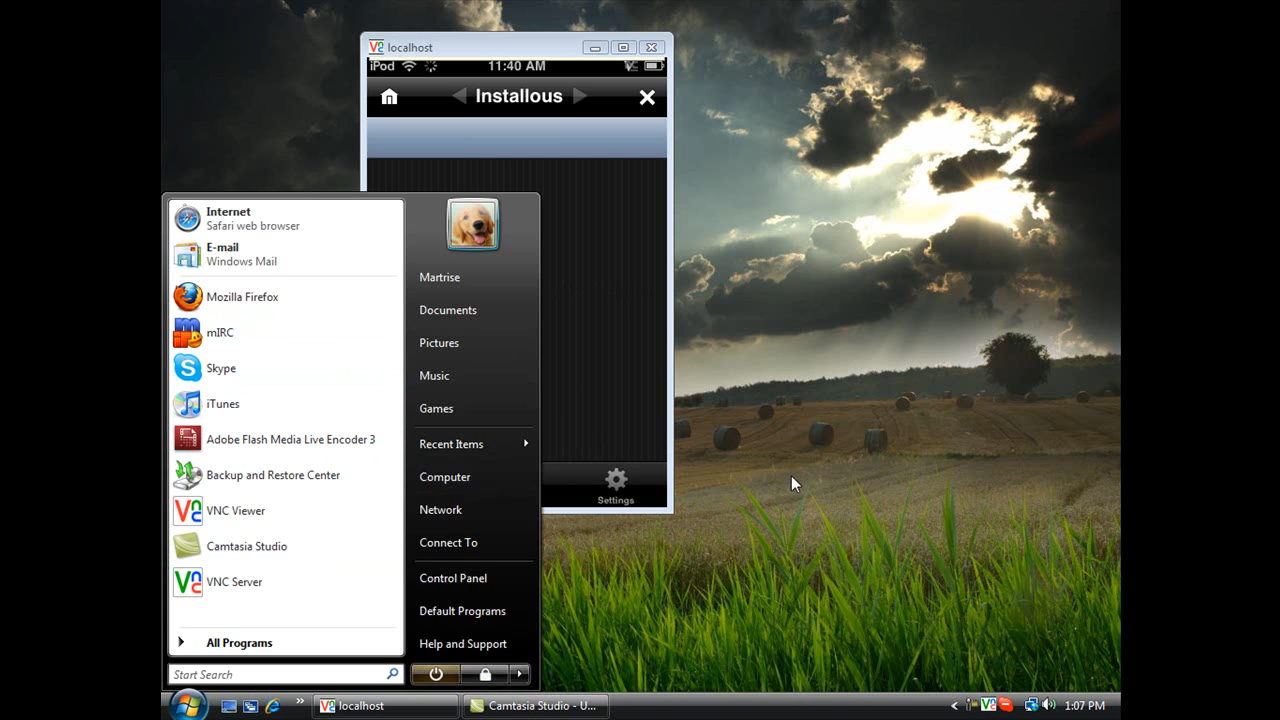 localhost
iPod 11:40 AM
Installous
Settings
Internet
Safari web browser
E-mail
Windows Mail
Mozilla Firefox
mIRC
Skype
iTunes
Adobe Flash Media Live Encoder 3
Backup and Restore Center
VNC Viewer
Camtasia Studio
VNC Server
All Programs
Start Search
Martrise
Documents
Pictures
Music
Games
Recent Items
Computer
Network
Connect To
Control Panel
Default Programs
Help and Support
localhost
Camtasia Studio - U...
1:07 PM